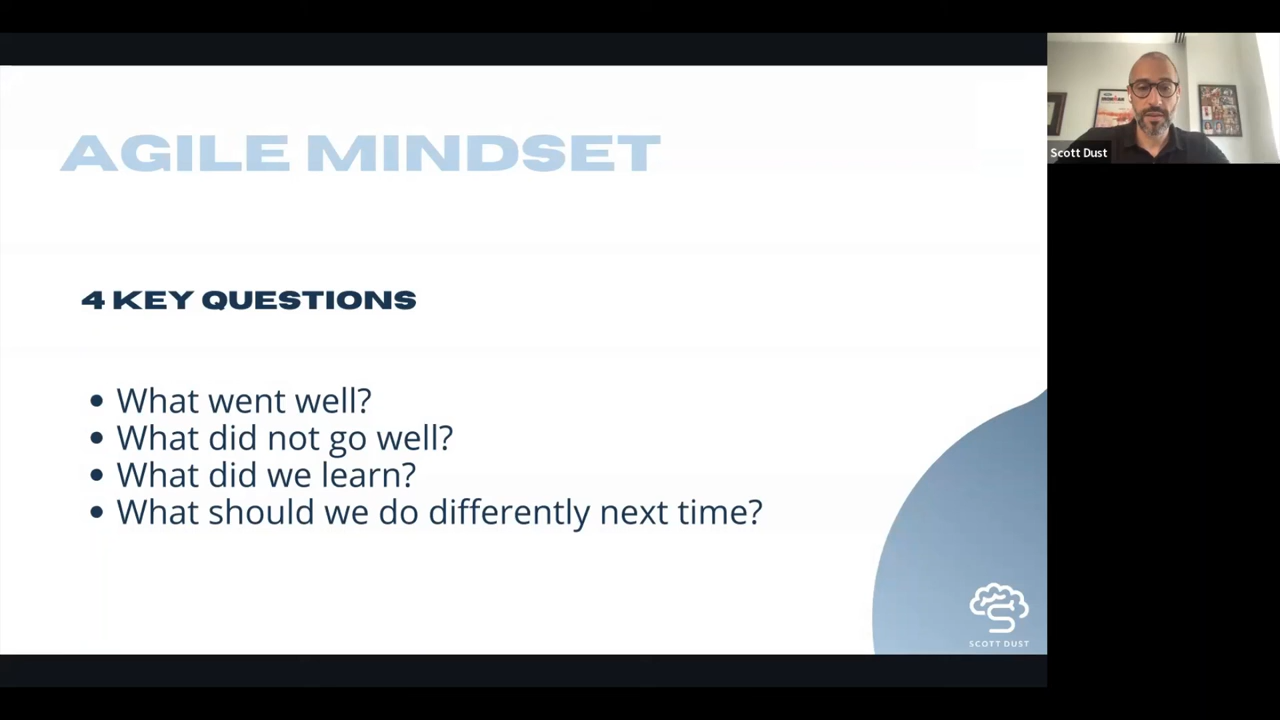 AGILE MINDSET
4 KEY QUESTIONS
• What went well?
• What did not go well?
• What did we learn?
• What should we do differently next time?
SCOTT DUST
Scott Dust